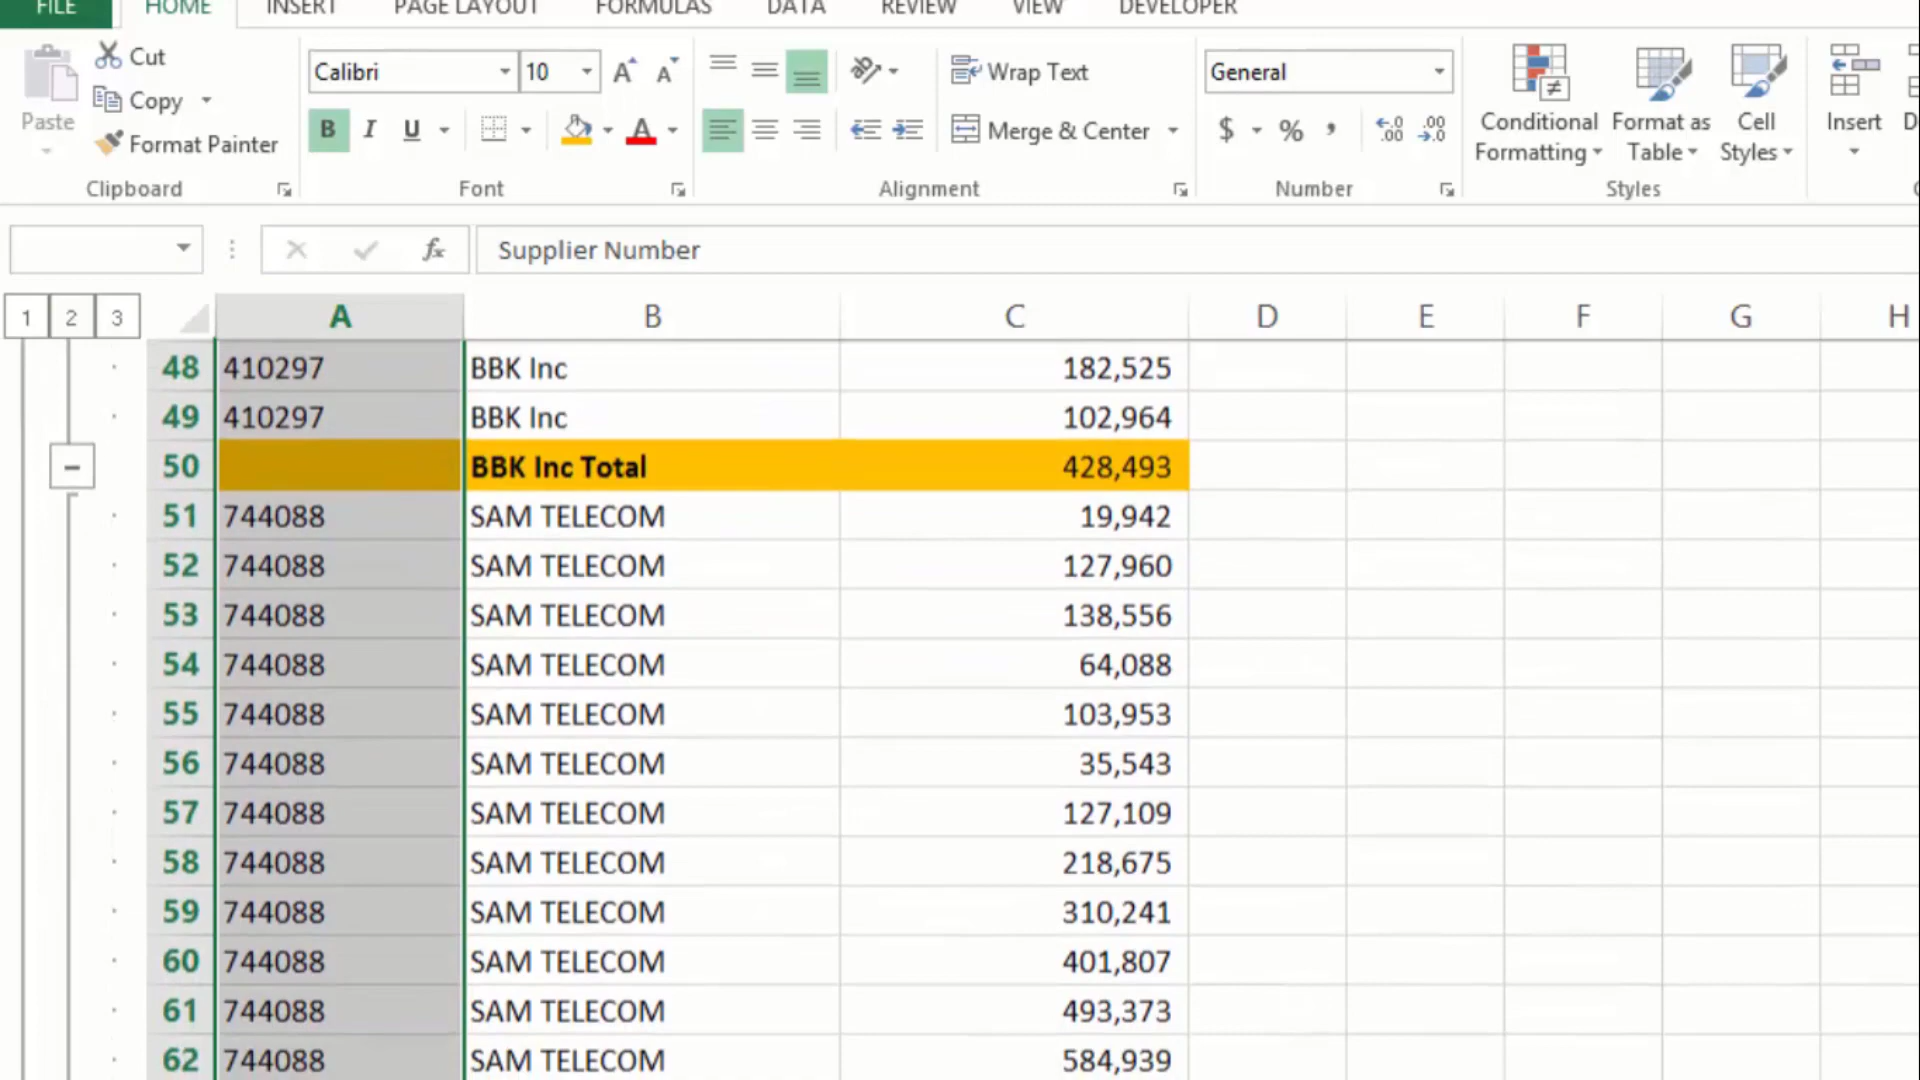 FILE HOME INSERT PAGE LAYOUT FORMULAS DATA REVIEW VIEW DEVELOPER
Cut
Copy
Format Painter
Paste
Clipboard
Calibri 10
B I U
Font
Wrap Text
Merge & Center
Alignment
General
$ % ,
Number
Conditional Formatting
Format as Table
Cell Styles
Styles
Insert
fx Supplier Number
1 2 3
A B C D E F G H
48 410297 BBK Inc 182,525
49 410297 BBK Inc 102,964
50 BBK Inc Total 428,493
51 744088 SAM TELECOM 19,942
52 744088 SAM TELECOM 127,960
53 744088 SAM TELECOM 138,556
54 744088 SAM TELECOM 64,088
55 744088 SAM TELECOM 103,953
56 744088 SAM TELECOM 35,543
57 744088 SAM TELECOM 127,109
58 744088 SAM TELECOM 218,675
59 744088 SAM TELECOM 310,241
60 744088 SAM TELECOM 401,807
61 744088 SAM TELECOM 493,373
62 744088 SAM TELECOM 584,939